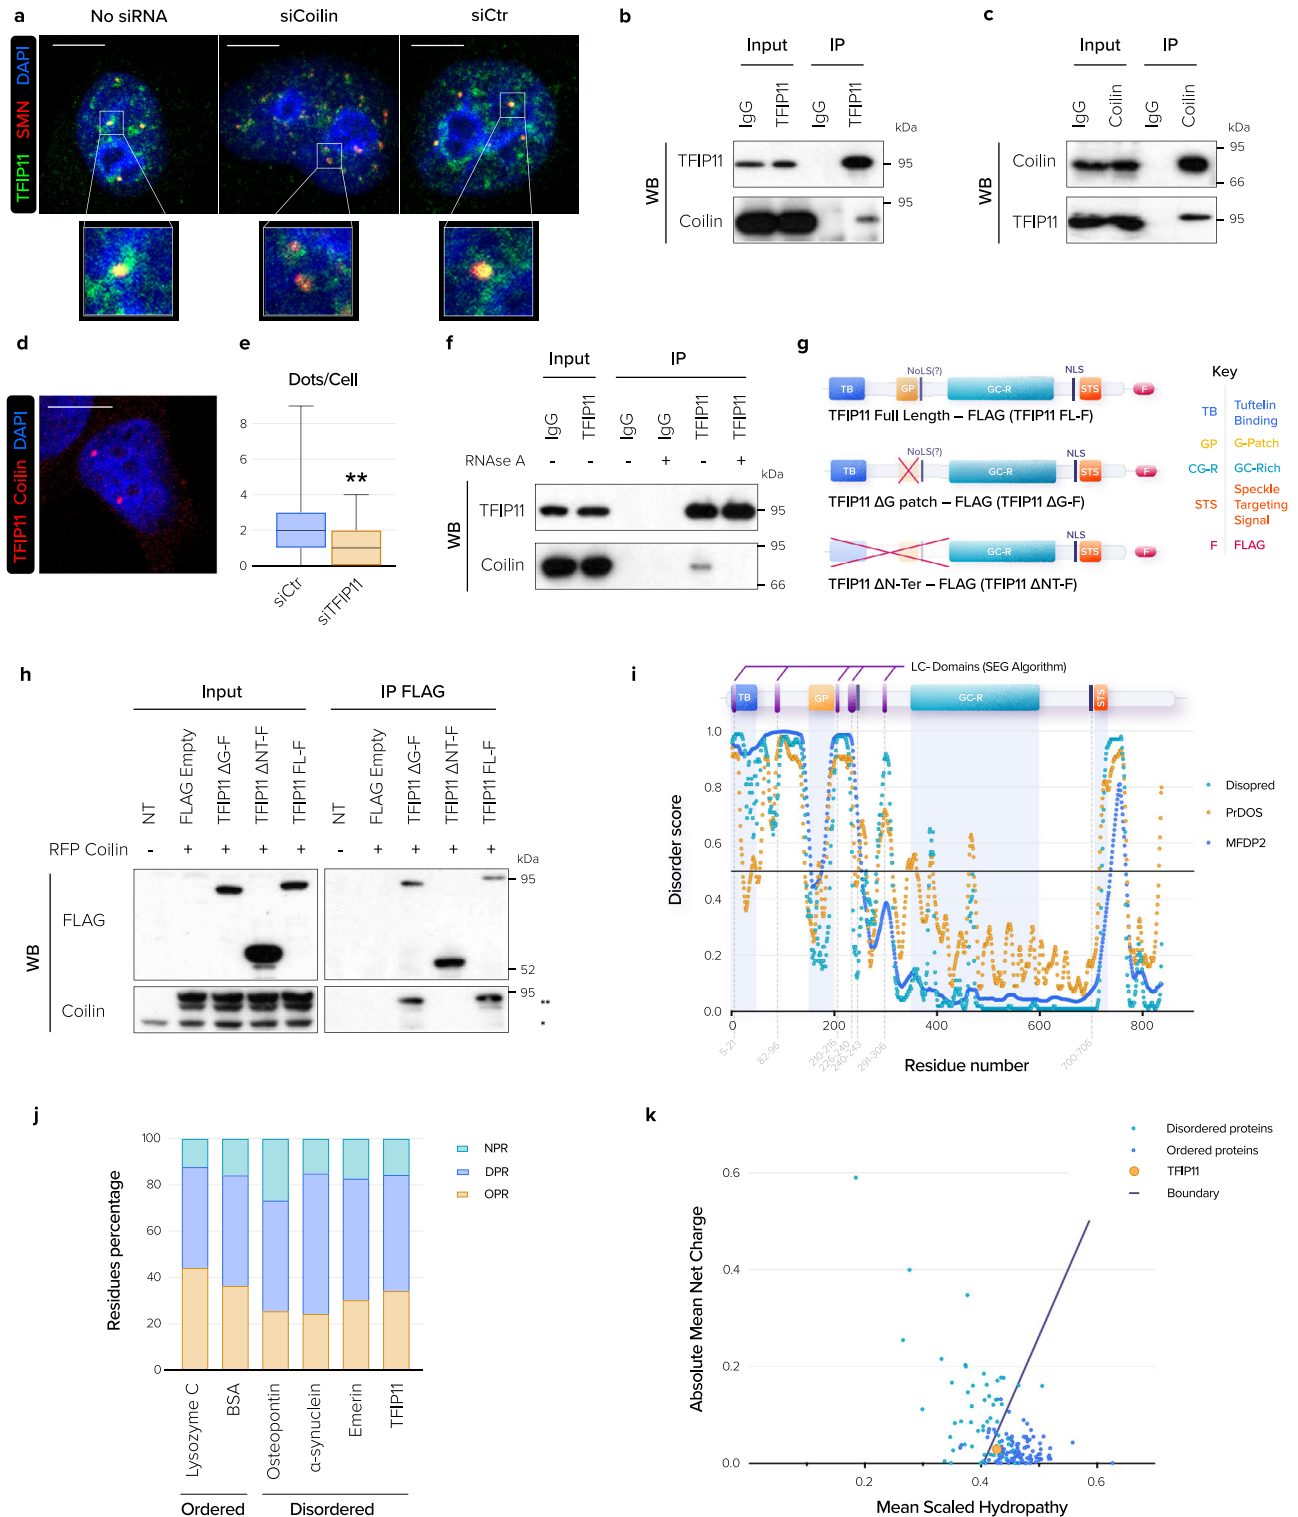 a
No siRNA
siCoilin
siCtr
TFIP11 SMN DAPI
b
Input
IP
IgG
TFIP11
IgG
TFIP11
kDa
WB
TFIP11
95
Coilin
95
c
Input
IP
IgG
Coilin
IgG
Coilin
kDa
WB
Coilin
95
66
TFIP11
95
d
TFIP11 Coilin DAPI
e
Dots/Cell
8
6
4
2
0
**
siCtr
siTFIP11
f
Input
IP
IgG
TFIP11
IgG
IgG
TFIP11
TFIP11
RNAse A
- - - + - +
kDa
WB
TFIP11
95
Coilin
95
66
g
NoLS(?)
NLS
TB
GP
GC-R
STS
F
TFIP11 Full Length – FLAG (TFIP11 FL-F)
NoLS(?)
NLS
TB
GC-R
STS
F
TFIP11 ΔG patch – FLAG (TFIP11 ΔG-F)
NLS
GC-R
STS
F
TFIP11 ΔN-Ter – FLAG (TFIP11 ΔNT-F)
Key
TB Tuftelin Binding
GP G-Patch
CG-R GC-Rich
STS Speckle Targeting Signal
F FLAG
h
Input
IP FLAG
NT
FLAG Empty
TFIP11 ΔG-F
TFIP11 ΔNT-F
TFIP11 FL-F
NT
FLAG Empty
TFIP11 ΔG-F
TFIP11 ΔNT-F
TFIP11 FL-F
RFP Coilin
- + + + + - + + + +
kDa
WB
FLAG
95
52
Coilin
95
**
*
i
LC-Domains (SEG Algorithm)
TB
GP
GC-R
STS
Disorder score
1.0
0.8
0.6
0.4
0.2
0.0
0
200
400
600
800
5-21
82-96
210-216
226-240
240-243
291-306
700-706
Residue number
Disopred
PrDOS
MFDP2
j
Residues percentage
100
80
60
40
20
0
NPR
DPR
OPR
Lysozyme C
BSA
Osteopontin
α-synuclein
Emerin
TFIP11
Ordered
Disordered
k
Absolute Mean Net Charge
0.6
0.4
0.2
0.0
0.2
0.4
0.6
Mean Scaled Hydropathy
Disordered proteins
Ordered proteins
TFIP11
Boundary